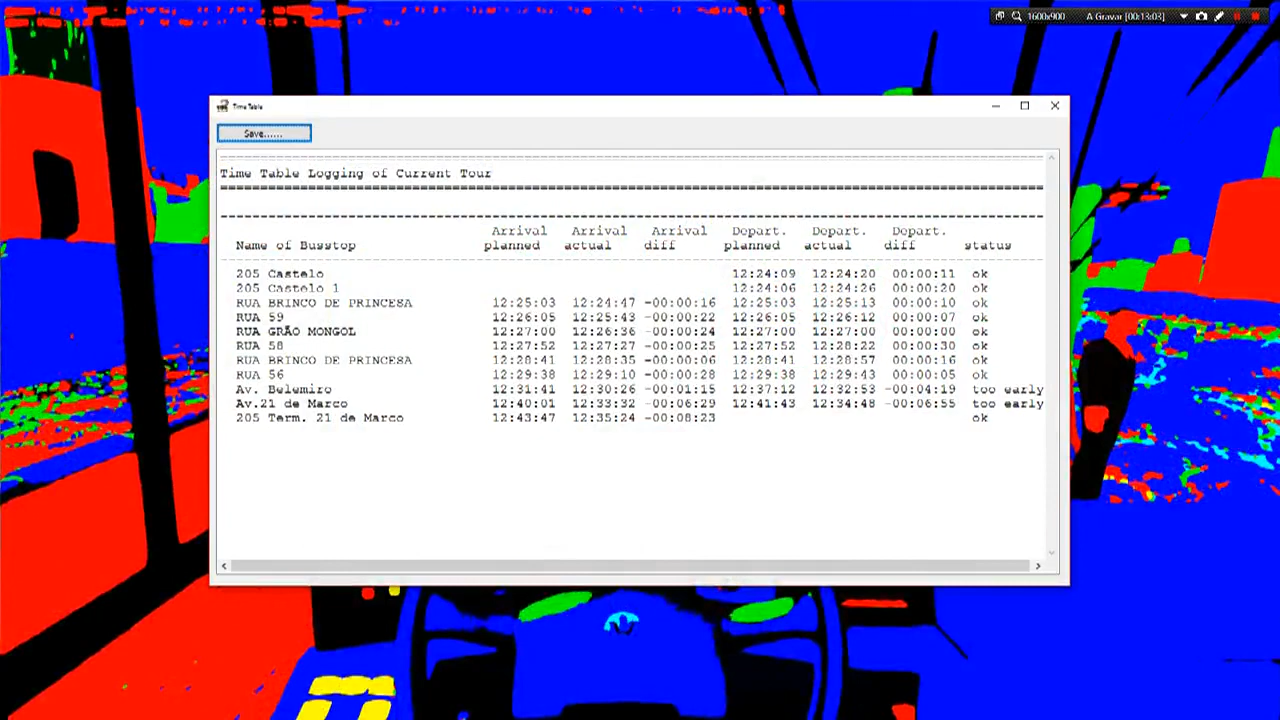 1600x900 A Gravar [00:13:03]
Time Table
Save......
Time Table Logging of Current Tour
Arrival Arrival Arrival Depart. Depart. Depart.
Name of Busstop planned actual diff planned actual diff status
205 Castelo 12:24:09 12:24:20 00:00:11 ok
205 Castelo 1 12:24:06 12:24:26 00:00:20 ok
RUA BRINCO DE PRINCESA 12:25:03 12:24:47 -00:00:16 12:25:03 12:25:13 00:00:10 ok
RUA 59 12:26:05 12:25:43 -00:00:22 12:26:05 12:26:12 00:00:07 ok
RUA GRÃO MONGOL 12:27:00 12:26:36 -00:00:24 12:27:00 12:27:00 00:00:00 ok
RUA 58 12:27:52 12:27:27 -00:00:25 12:27:52 12:28:22 00:00:30 ok
RUA BRINCO DE PRINCESA 12:28:41 12:28:35 -00:00:06 12:28:41 12:28:57 00:00:16 ok
RUA 56 12:29:38 12:29:10 -00:00:28 12:29:38 12:29:43 00:00:05 ok
Av. Belemiro 12:31:41 12:30:26 -00:01:15 12:37:12 12:32:53 -00:04:19 too early
Av.21 de Marco 12:40:01 12:33:32 -00:06:29 12:41:43 12:34:48 -00:06:55 too early
205 Term. 21 de Marco 12:43:47 12:35:24 -00:08:23 ok